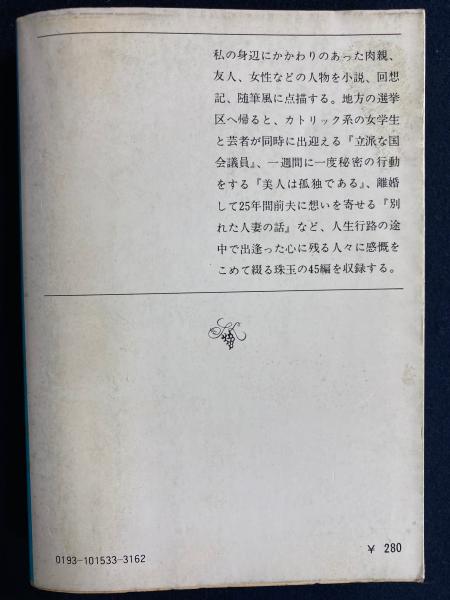 私の身辺にかかわりのあった肉親、
友人、女性などの人物を小説、回想
記、随筆風に点描する。地方の選挙
区へ帰ると、カトリック系の女学生
と芸者が同時に出迎える『立派な国
会議員』、一週間に一度秘密の行動
をする『美人は孤独である』、離婚
して25年間前夫に想いを寄せる『別
れた人妻の話』など、人生行路の途
中で出逢った心に残る人々に感慨を
こめて綴る珠玉の45編を収録する。
¥ 280
0193-101533-3162